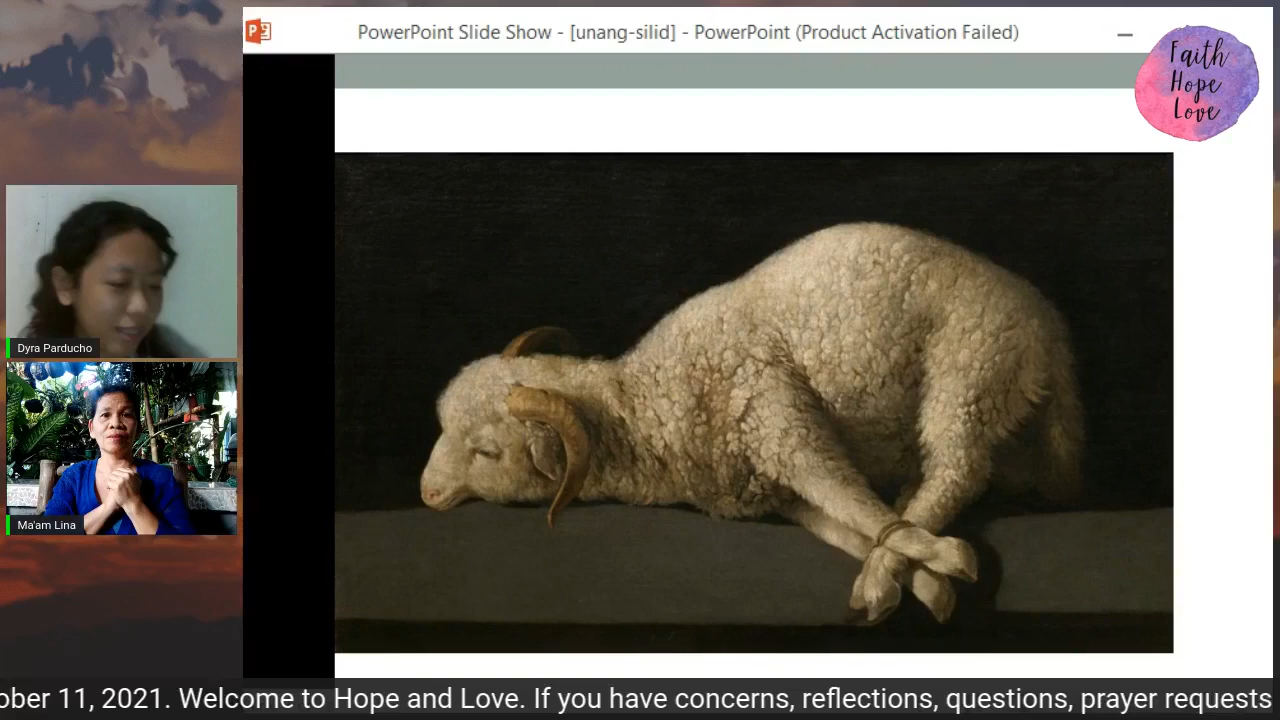 PowerPoint Slide Show - [unang-silid] - PowerPoint (Product Activation Failed)
Faith
Hope
Love
Dyra Parducho
Ma'am Lina
ober 11, 2021. Welcome to Hope and Love. If you have concerns, reflections, questions, prayer requests